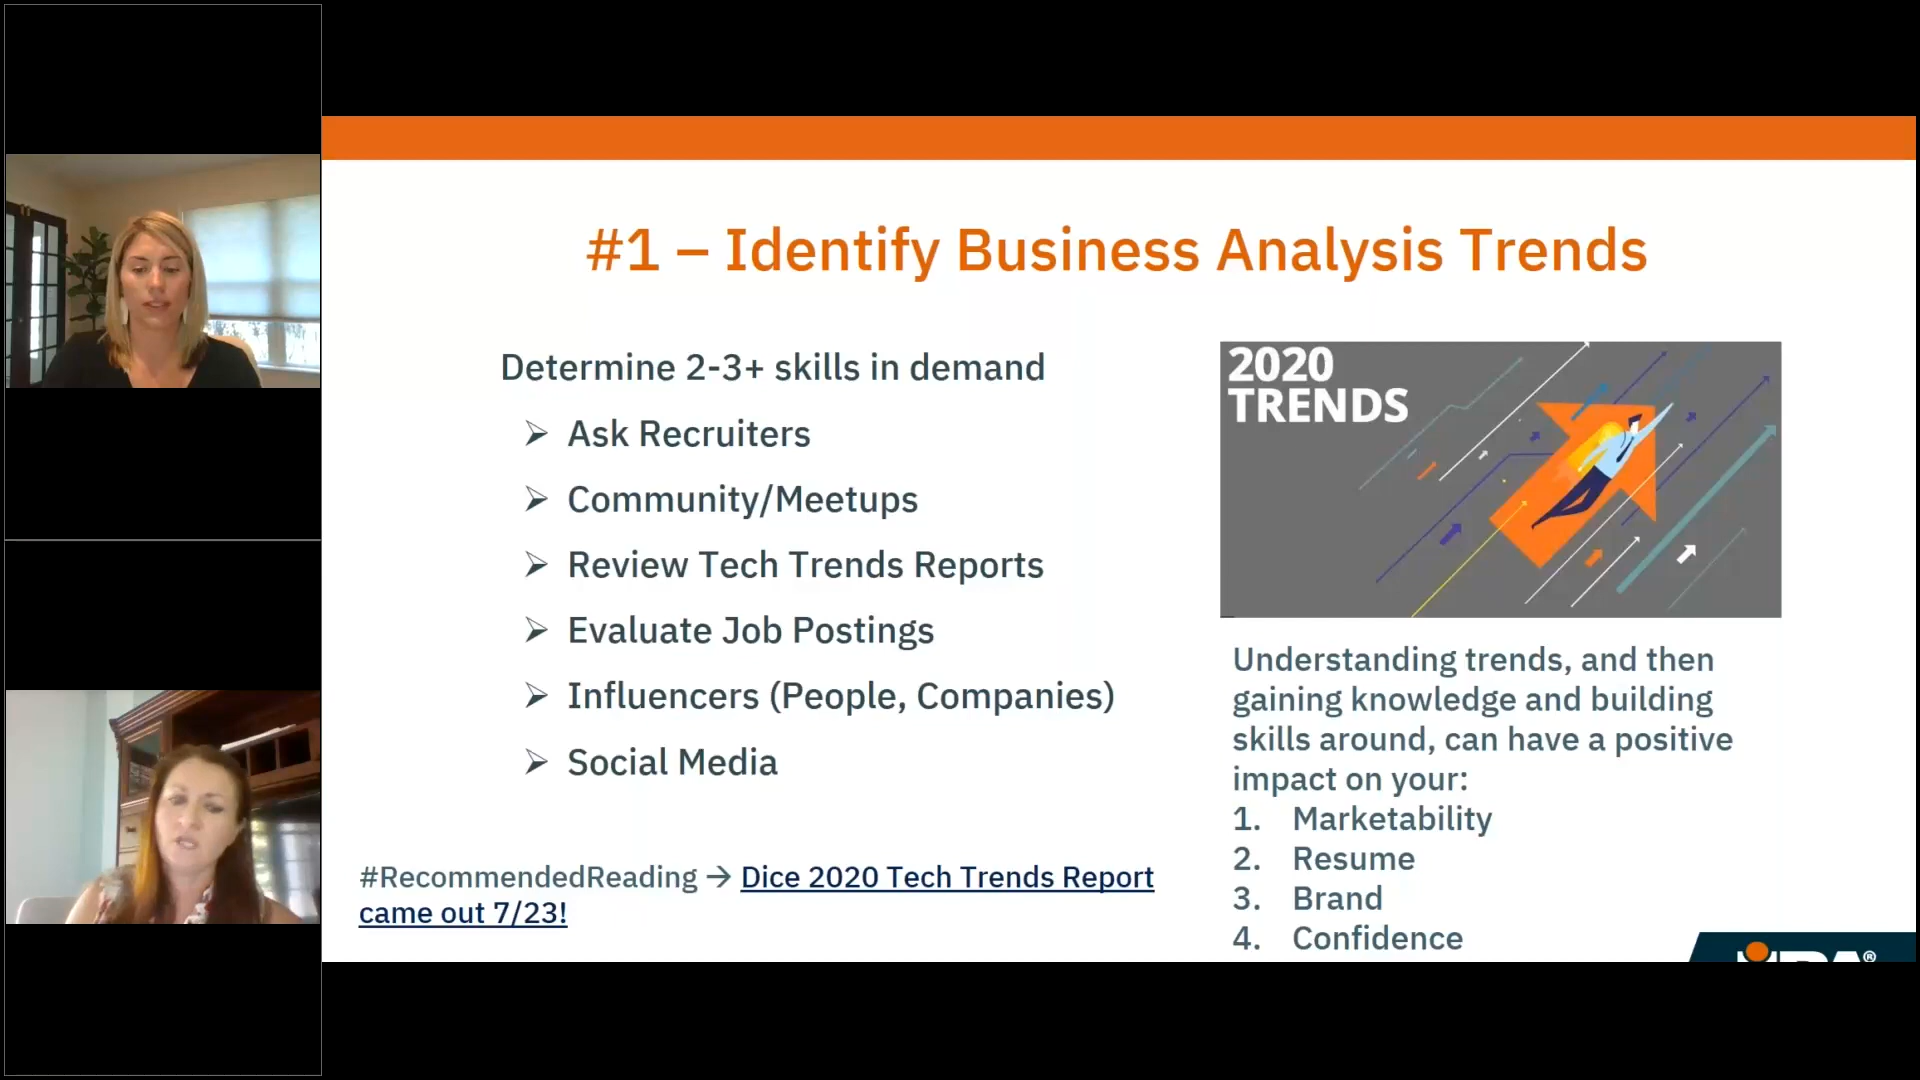 #1 – Identify Business Analysis Trends
Determine 2-3+ skills in demand
➢ Ask Recruiters
➢ Community/Meetups
➢ Review Tech Trends Reports
➢ Evaluate Job Postings
➢ Influencers (People, Companies)
➢ Social Media
#RecommendedReading → Dice 2020 Tech Trends Report
came out 7/23!
2020
TRENDS
Understanding trends, and then
gaining knowledge and building
skills around, can have a positive
impact on your:
1. Marketability
2. Resume
3. Brand
4. Confidence